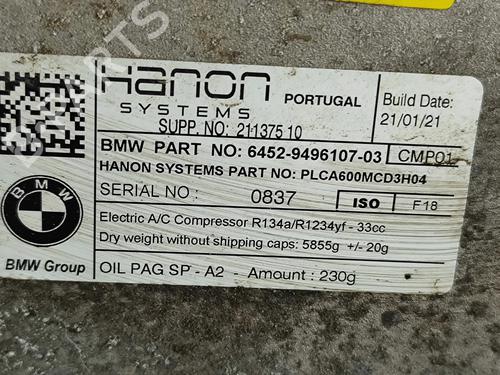 PARTS
Hanon
SYSTEMS
PORTUGAL
Build Date:
21/01/21
SUPP. NO: 21137510
BMW PART NO: 6452-9496107-03
CMP01
HANON SYSTEMS PART NO: PLCA600MCD3H04
SERIAL NO : 0837
ISO
F18
BMW
Electric A/C Compressor R134a/R1234yf - 33cc
Dry weight without shipping caps: 5855g +/- 20g
BMW Group
OIL PAG SP - A2 - Amount : 230g